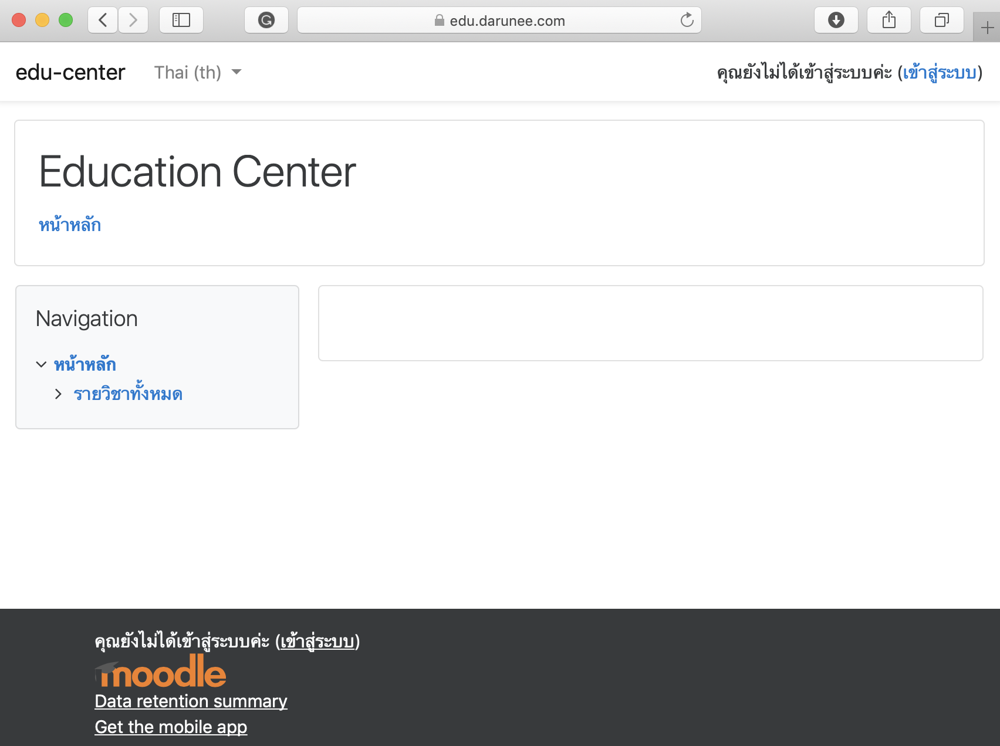 edu.darunee.com
edu-center Thai (th) คุณยังไม่ได้เข้าสู่ระบบค่ะ (เข้าสู่ระบบ)
Education Center
หน้าหลัก
Navigation
หน้าหลัก
รายวิชาทั้งหมด
คุณยังไม่ได้เข้าสู่ระบบค่ะ (เข้าสู่ระบบ)
moodle
Data retention summary
Get the mobile app